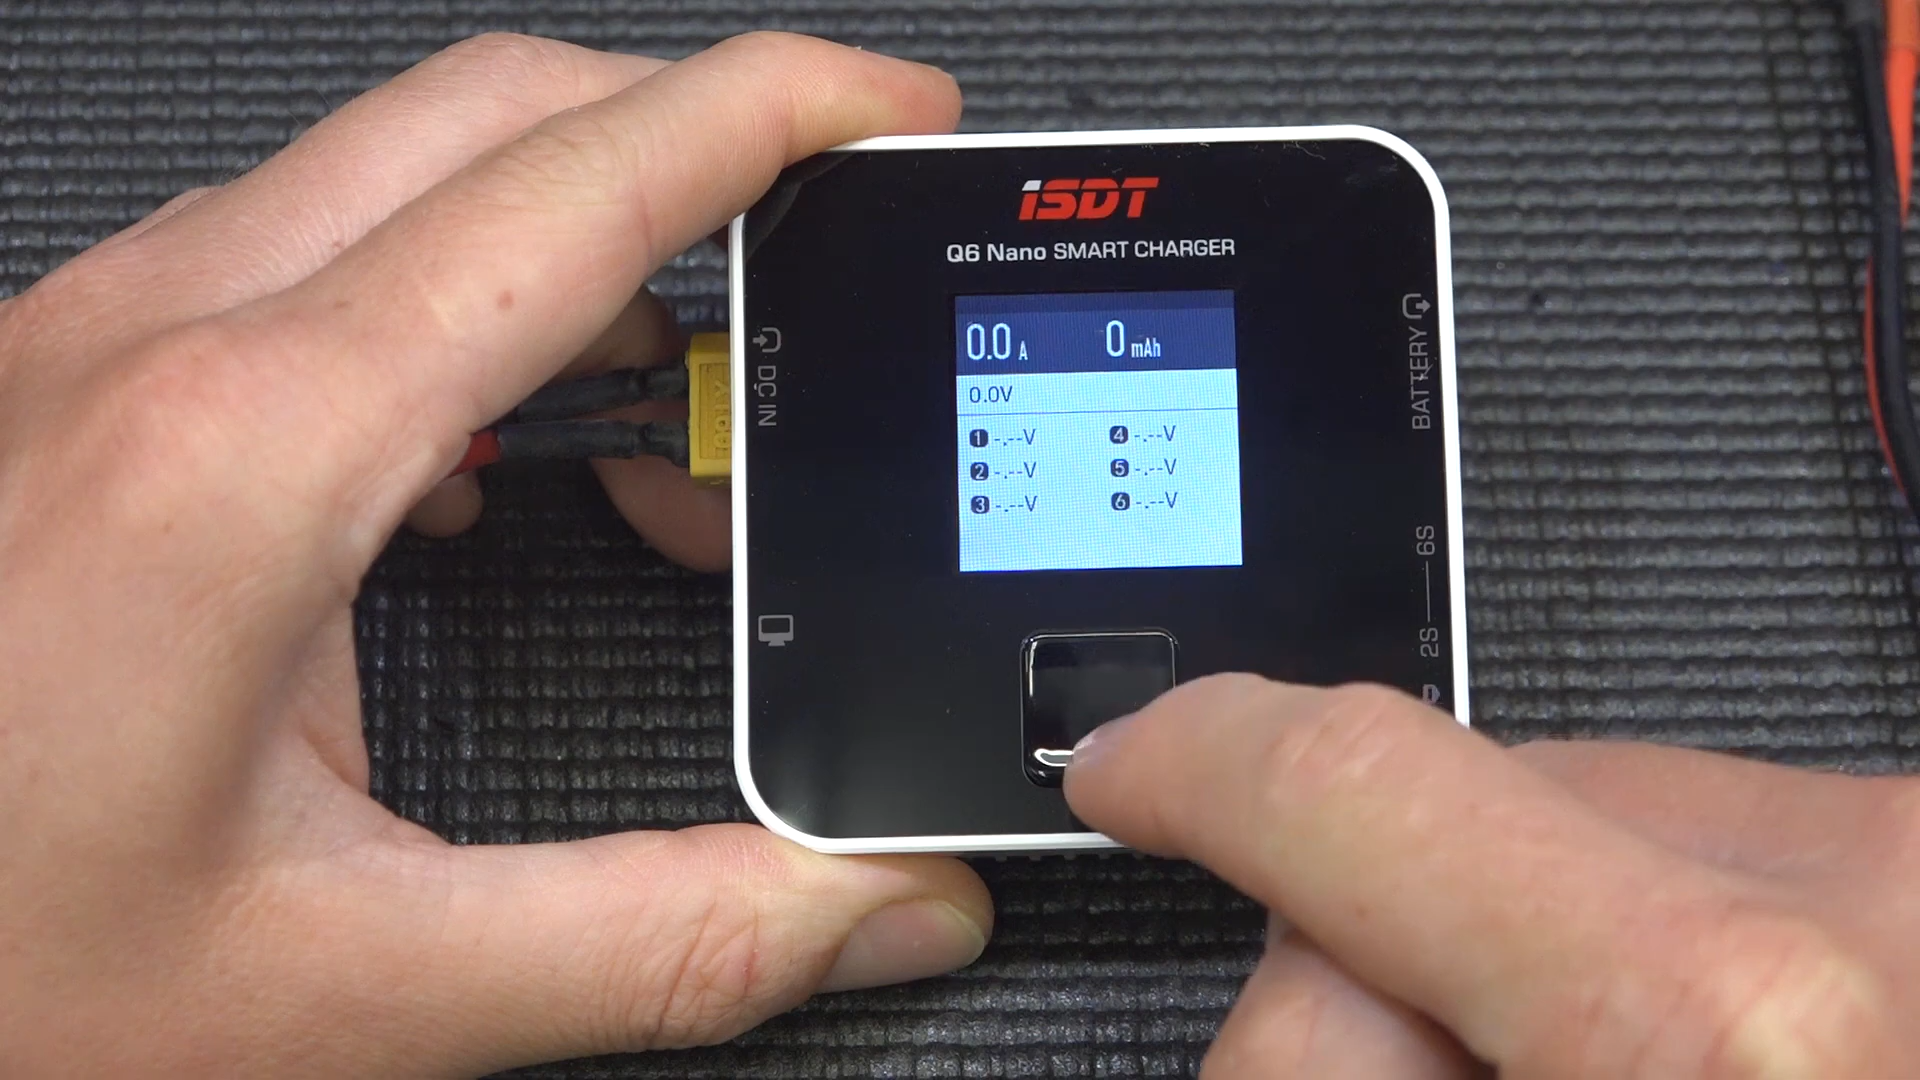 iSDT
Q6 Nano SMART CHARGER
0.0 A 0 mAh
0.0V
1 -.--V 4 -.--V
2 -.--V 5 -.--V
3 -.--V 6 -.--V
DC IN
BATTERY
2S — 6S
XT60